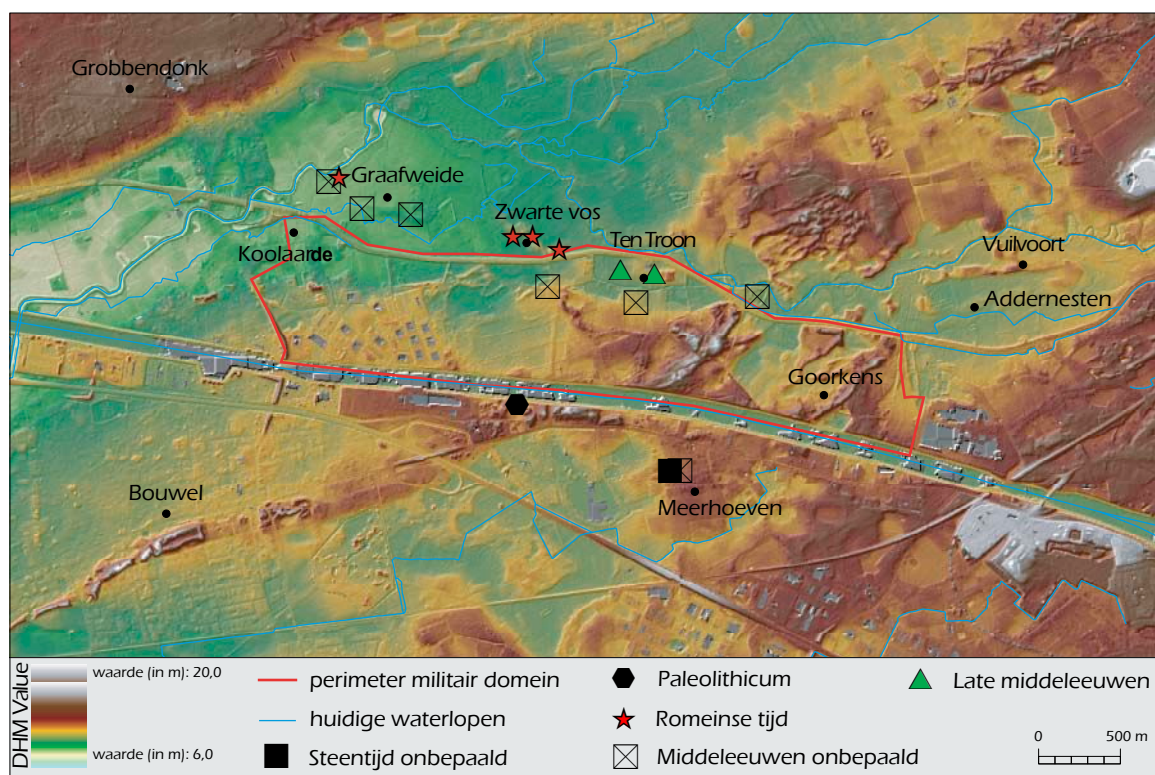 Grobbendonk
Graafweide
Zwarte vos
Koolaarde
Ten Troon
Vuilvoort
Addernesten
Goorkens
Bouwel
Meerhoeven
DHM Value
waarde (in m): 20,0
waarde (in m): 6,0
perimeter militair domein
huidige waterlopen
Steentijd onbepaald
Paleolithicum
Romeinse tijd
Middeleeuwen onbepaald
Late middeleeuwen
0 500 m